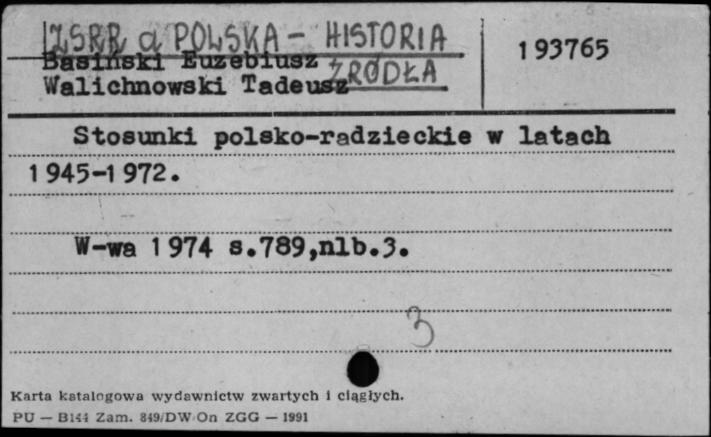 ZSRR a POLSKA - HISTORIA
193765
Basiński Euzebiusz
ŹRÓDŁA
Walichnowski Tadeusz
Stosunki polsko-radzieckie w latach
1945-1972.
W-wa 1974 s.789,nlb.3.
3
Karta katalogowa wydawnictw zwartych i ciągłych.
PU — B144 Zam. 849/DW/On ZGG — 1991